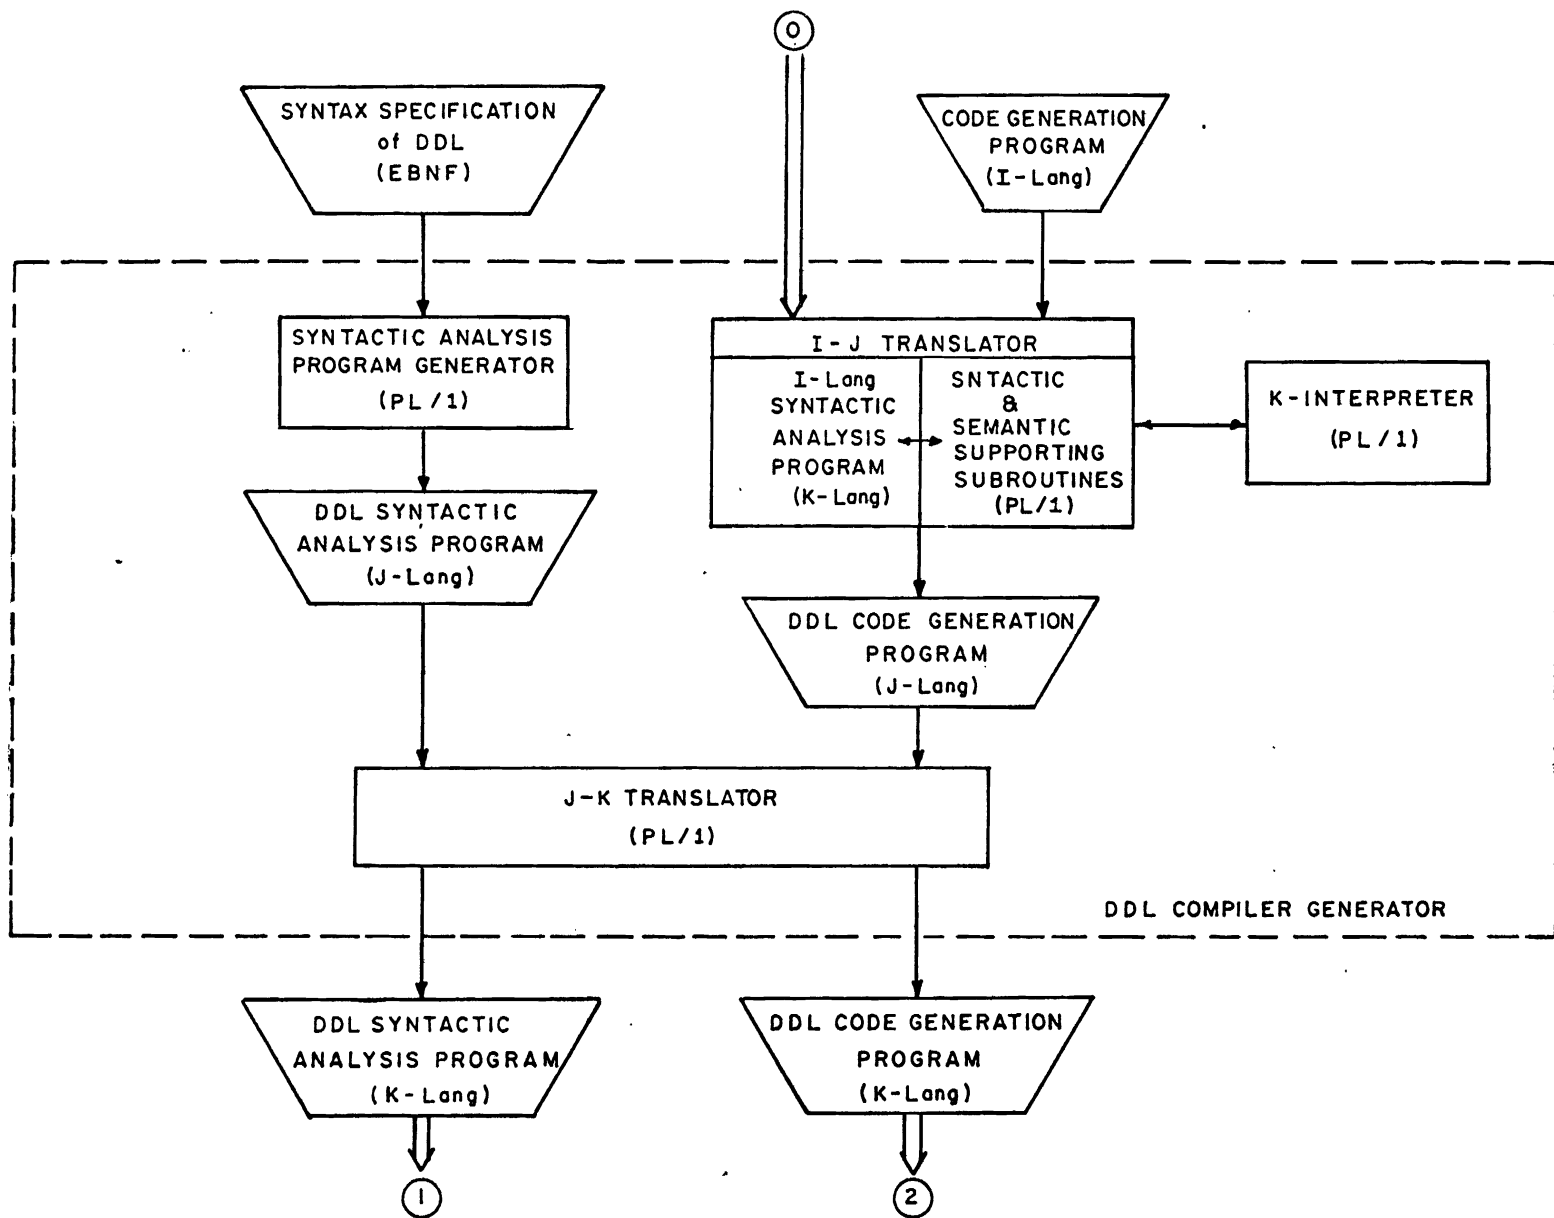 O
SYNTAX SPECIFICATION
of DDL
(EBNF)
CODE GENERATION
PROGRAM
(I-Lang)
SYNTACTIC ANALYSIS
PROGRAM GENERATOR
(PL/1)
I-J TRANSLATOR
I-Lang
SYNTACTIC
ANALYSIS
PROGRAM
(K-Lang)
SNTACTIC
&
SEMANTIC
SUPPORTING
SUBROUTINES
(PL/1)
K-INTERPRETER
(PL/1)
DDL SYNTACTIC
ANALYSIS PROGRAM
(J-Lang)
DDL CODE GENERATION
PROGRAM
(J-Lang)
J-K TRANSLATOR
(PL/1)
DDL COMPILER GENERATOR
DDL SYNTACTIC
ANALYSIS PROGRAM
(K-Lang)
DDL CODE GENERATION
PROGRAM
(K-Lang)
1
2